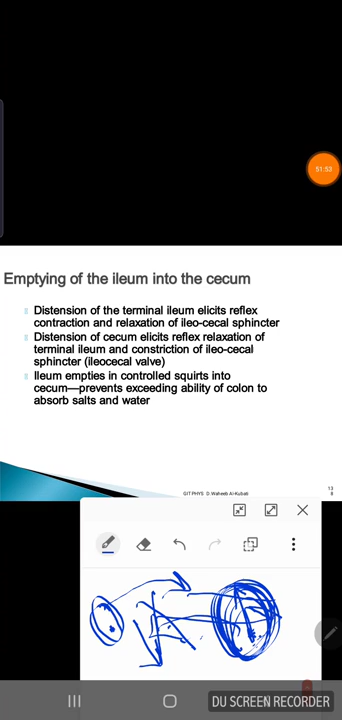 51:53
Emptying of the ileum into the cecum
Distension of the terminal ileum elicits reflex
contraction and relaxation of ileo-cecal sphincter
Distension of cecum elicits reflex relaxation of
terminal ileum and constriction of ileo-cecal
sphincter (ileocecal valve)
Ileum empties in controlled squirts into
cecum—prevents exceeding ability of colon to
absorb salts and water
GIT PHYS D.Waheeb Al-Kubati
13
8
DU SCREEN RECORDER